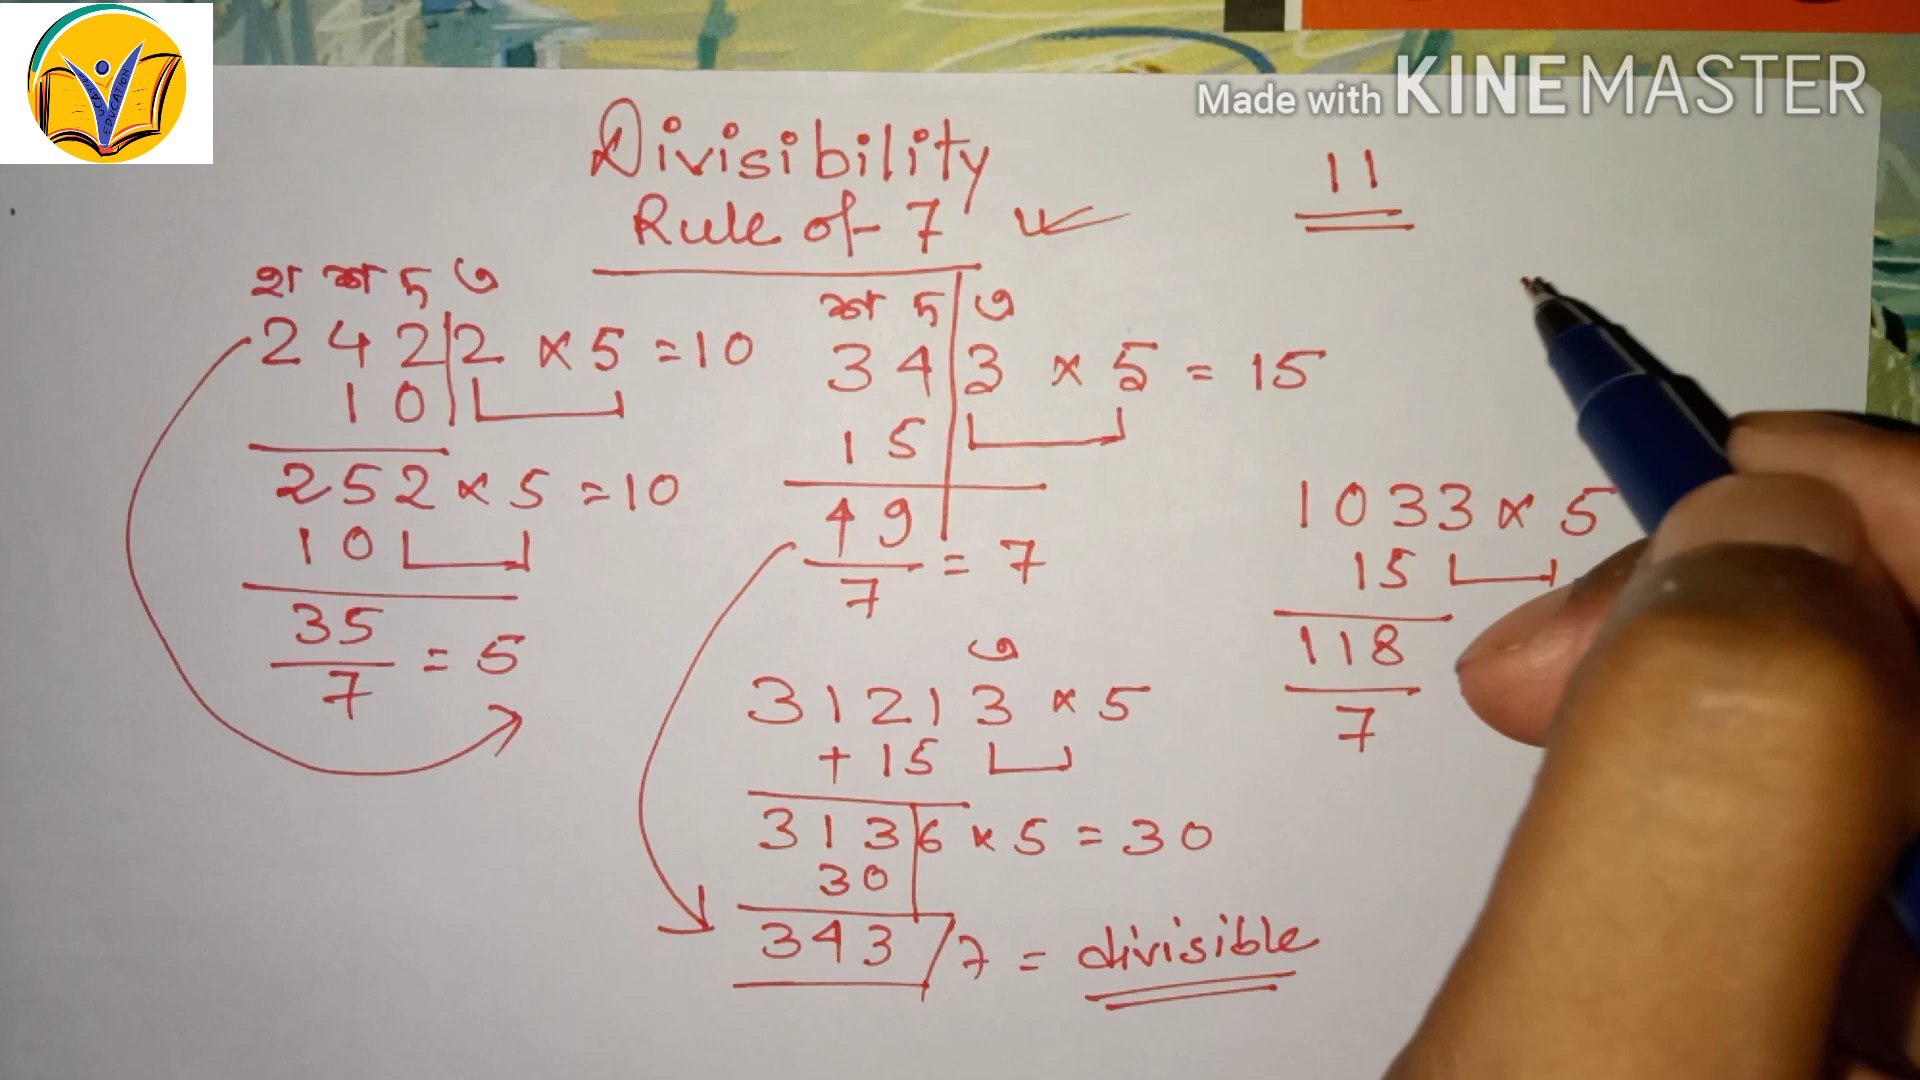 EDUCATION
Made with KINEMASTER
Divisibility
Rule of 7
11
হা শ দ এ
2 4 2 | 2 × 5 = 10
1 0
2 5 2 × 5 = 10
1 0
35
7
= 5
শ দ এ
3 4 3 × 5 = 15
1 5
4 9
7
= 7
এ
3 1 2 1 3 × 5
+ 1 5
3 1 3 6 × 5 = 30
3 0
3 4 3 / 7 = divisible
1 0 3 3 × 5
1 5
1 1 8
7